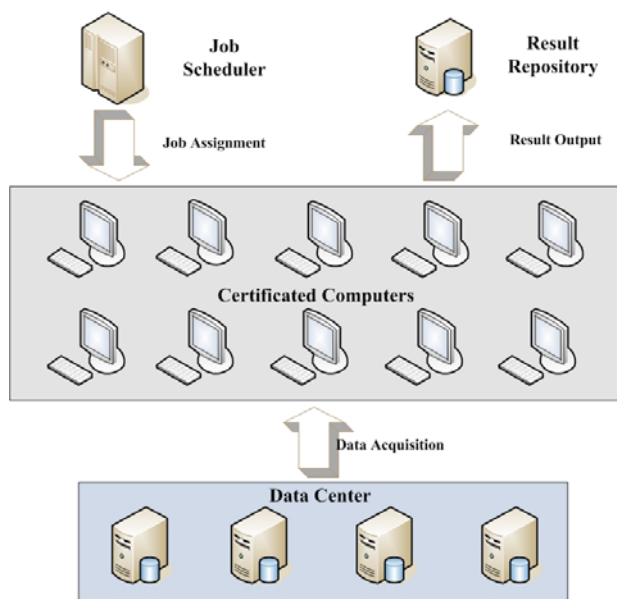 Job
Scheduler
Result
Repository
Job Assignment
Result Output
Certificated Computers
Data Acquisition
Data Center